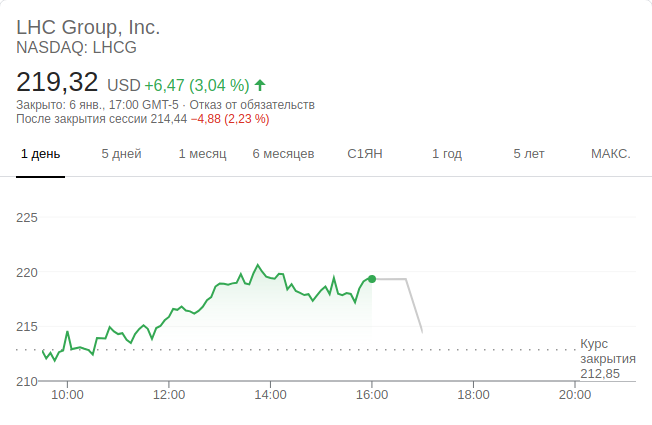 LHC Group, Inc.
NASDAQ: LHCG
219,32 USD +6,47 (3,04 %)
Закрыто: 6 янв., 17:00 GMT-5 · Отказ от обязательств
После закрытия сессии 214,44 −4,88 (2,23 %)
1 день 5 дней 1 месяц 6 месяцев С1ЯН 1 год 5 лет МАКС.
225
220
215
Курс
закрытия
212,85
210
10:00 12:00 14:00 16:00 18:00 20:00